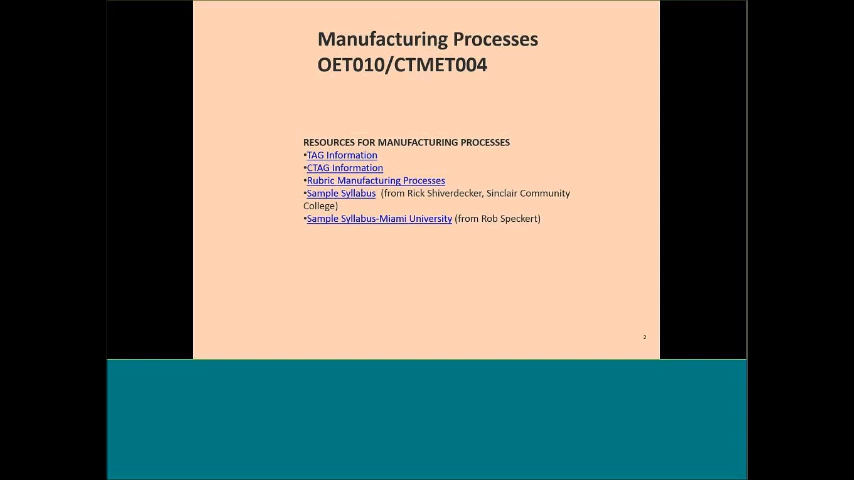 Manufacturing Processes
OET010/CTMET004
RESOURCES FOR MANUFACTURING PROCESSES
•TAG Information
•CTAG Information
•Rubric Manufacturing Processes
•Sample Syllabus (from Rick Shiverdecker, Sinclair Community
College)
•Sample Syllabus-Miami University (from Rob Speckert)
2